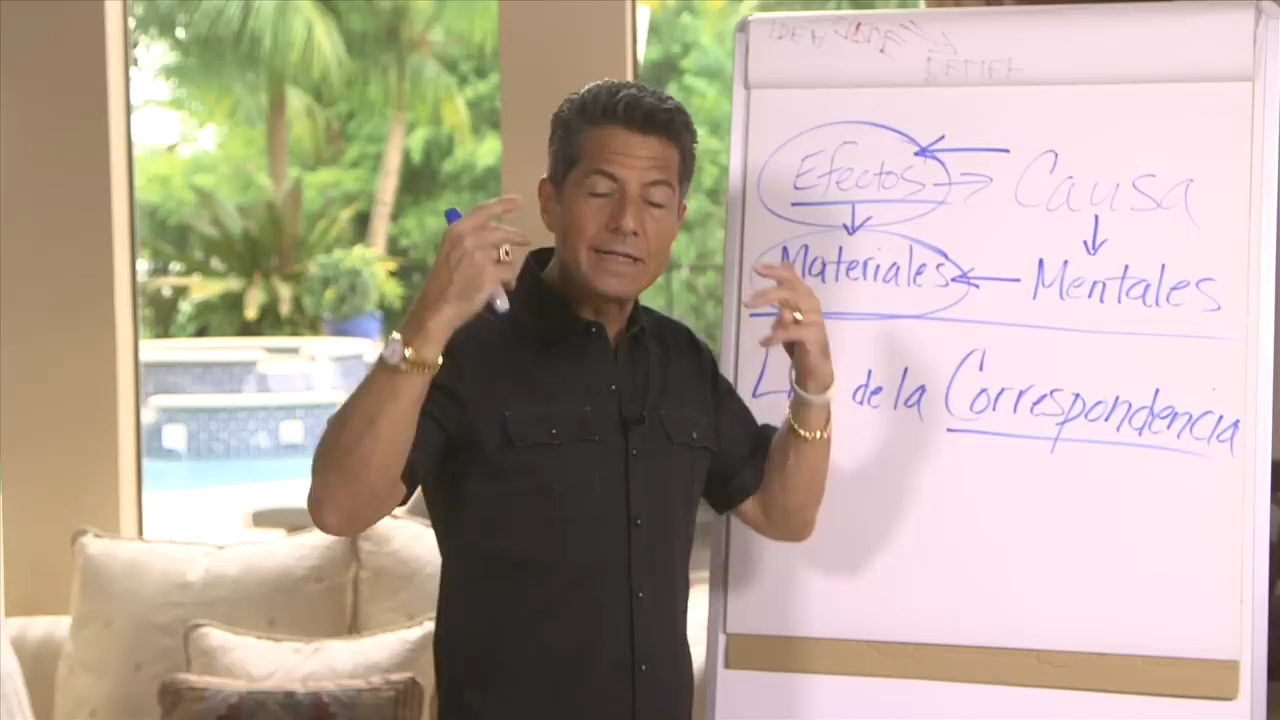 Efectos Causa
Materiales Mentales
de la Correspondencia